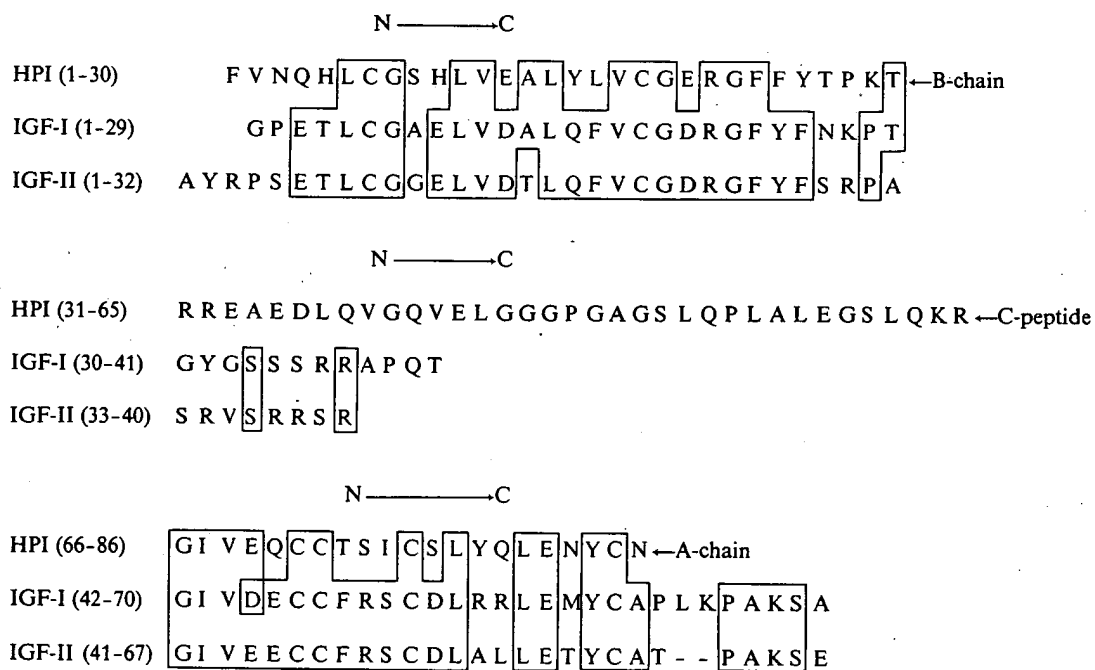 N ⟶ C
HPI (1-30) F V N Q H L C G S H L V E A L Y L V C G E R G F F Y T P K T ←B-chain
IGF-I (1-29) G P E T L C G A E L V D A L Q F V C G D R G F Y F N K P T
IGF-II (1-32) A Y R P S E T L C G G E L V D T L Q F V C G D R G F Y F S R P A
N ⟶ C
HPI (31-65) R R E A E D L Q V G Q V E L G G G P G A G S L Q P L A L E G S L Q K R ←C-peptide
IGF-I (30-41) G Y G S S S R R A P Q T
IGF-II (33-40) S R V S R R S R
N ⟶ C
HPI (66-86) G I V E Q C C T S I C S L Y Q L E N Y C N ←A-chain
IGF-I (42-70) G I V D E C C F R S C D L R R L E M Y C A P L K P A K S A
IGF-II (41-67) G I V E E C C F R S C D L A L L E T Y C A T - - P A K S E